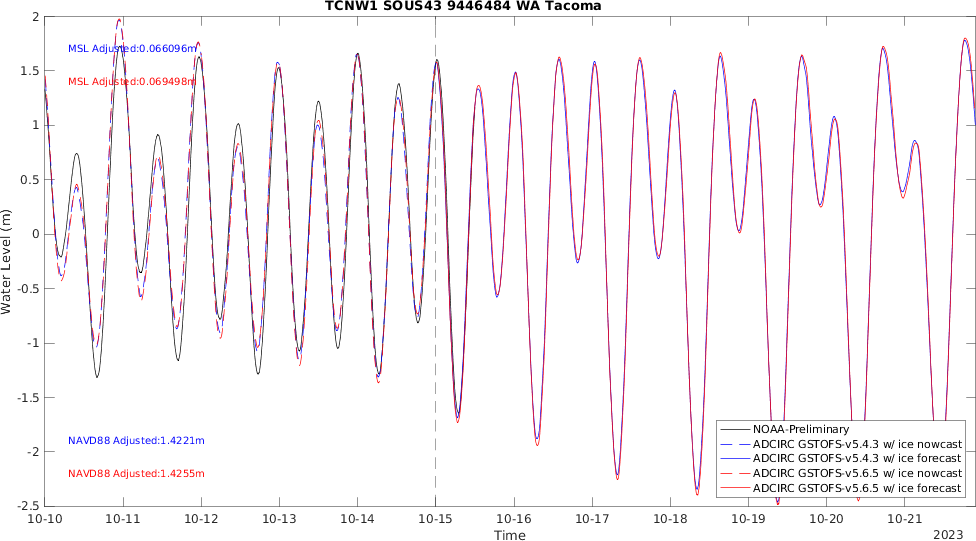 TCNW1 SOUS43 9446484 WA Tacoma
MSL Adjusted:0.066096m
MSL Adjusted:0.069498m
NAVD88 Adjusted:1.4221m
NAVD88 Adjusted:1.4255m
Water Level (m)
2
1.5
1
0.5
0
-0.5
-1
-1.5
-2
-2.5
NOAA-Preliminary
ADCIRC GSTOFS-v5.4.3 w/ ice nowcast
ADCIRC GSTOFS-v5.4.3 w/ ice forecast
ADCIRC GSTOFS-v5.6.5 w/ ice nowcast
ADCIRC GSTOFS-v5.6.5 w/ ice forecast
10-10 10-11 10-12 10-13 10-14 10-15 10-16 10-17 10-18 10-19 10-20 10-21
Time
2023